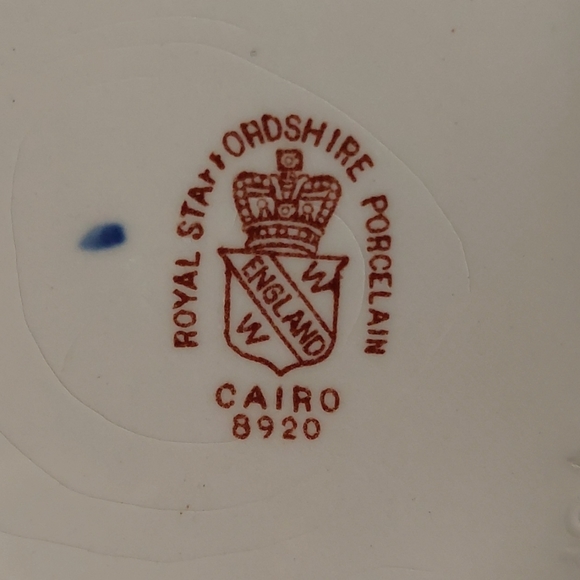 ROYAL STAFFORDSHIRE PORCELAIN
W
ENGLAND
W
CAIRO
8920